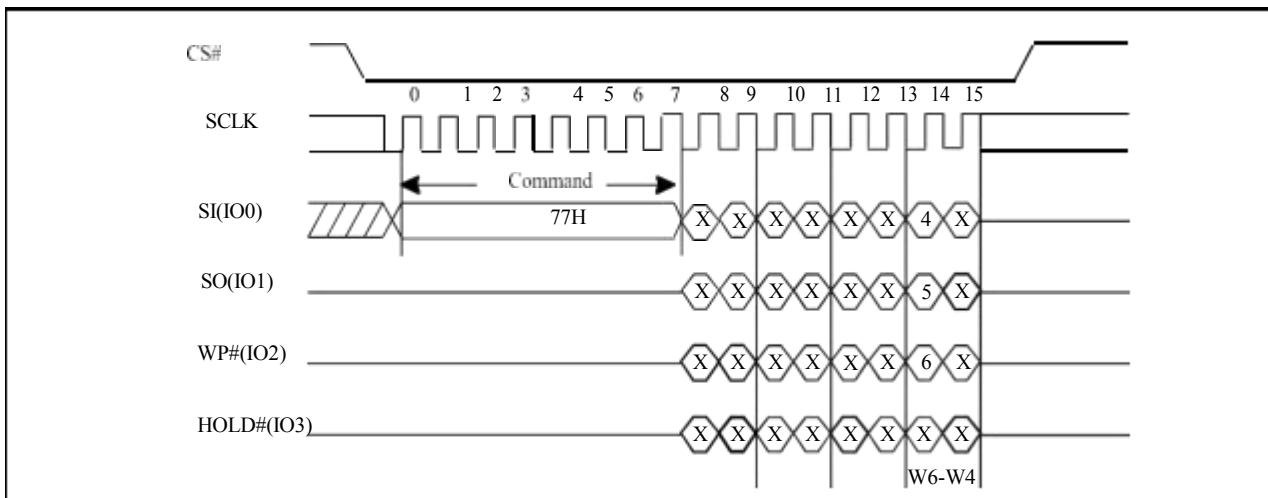 CS#
0 1 2 3 4 5 6 7 8 9 10 11 12 13 14 15
SCLK
Command
SI(IO0) 77H X X X X X X 4 X
SO(IO1) X X X X X X 5 X
WP#(IO2) X X X X X X 6 X
HOLD#(IO3) X X X X X X X X
W6-W4